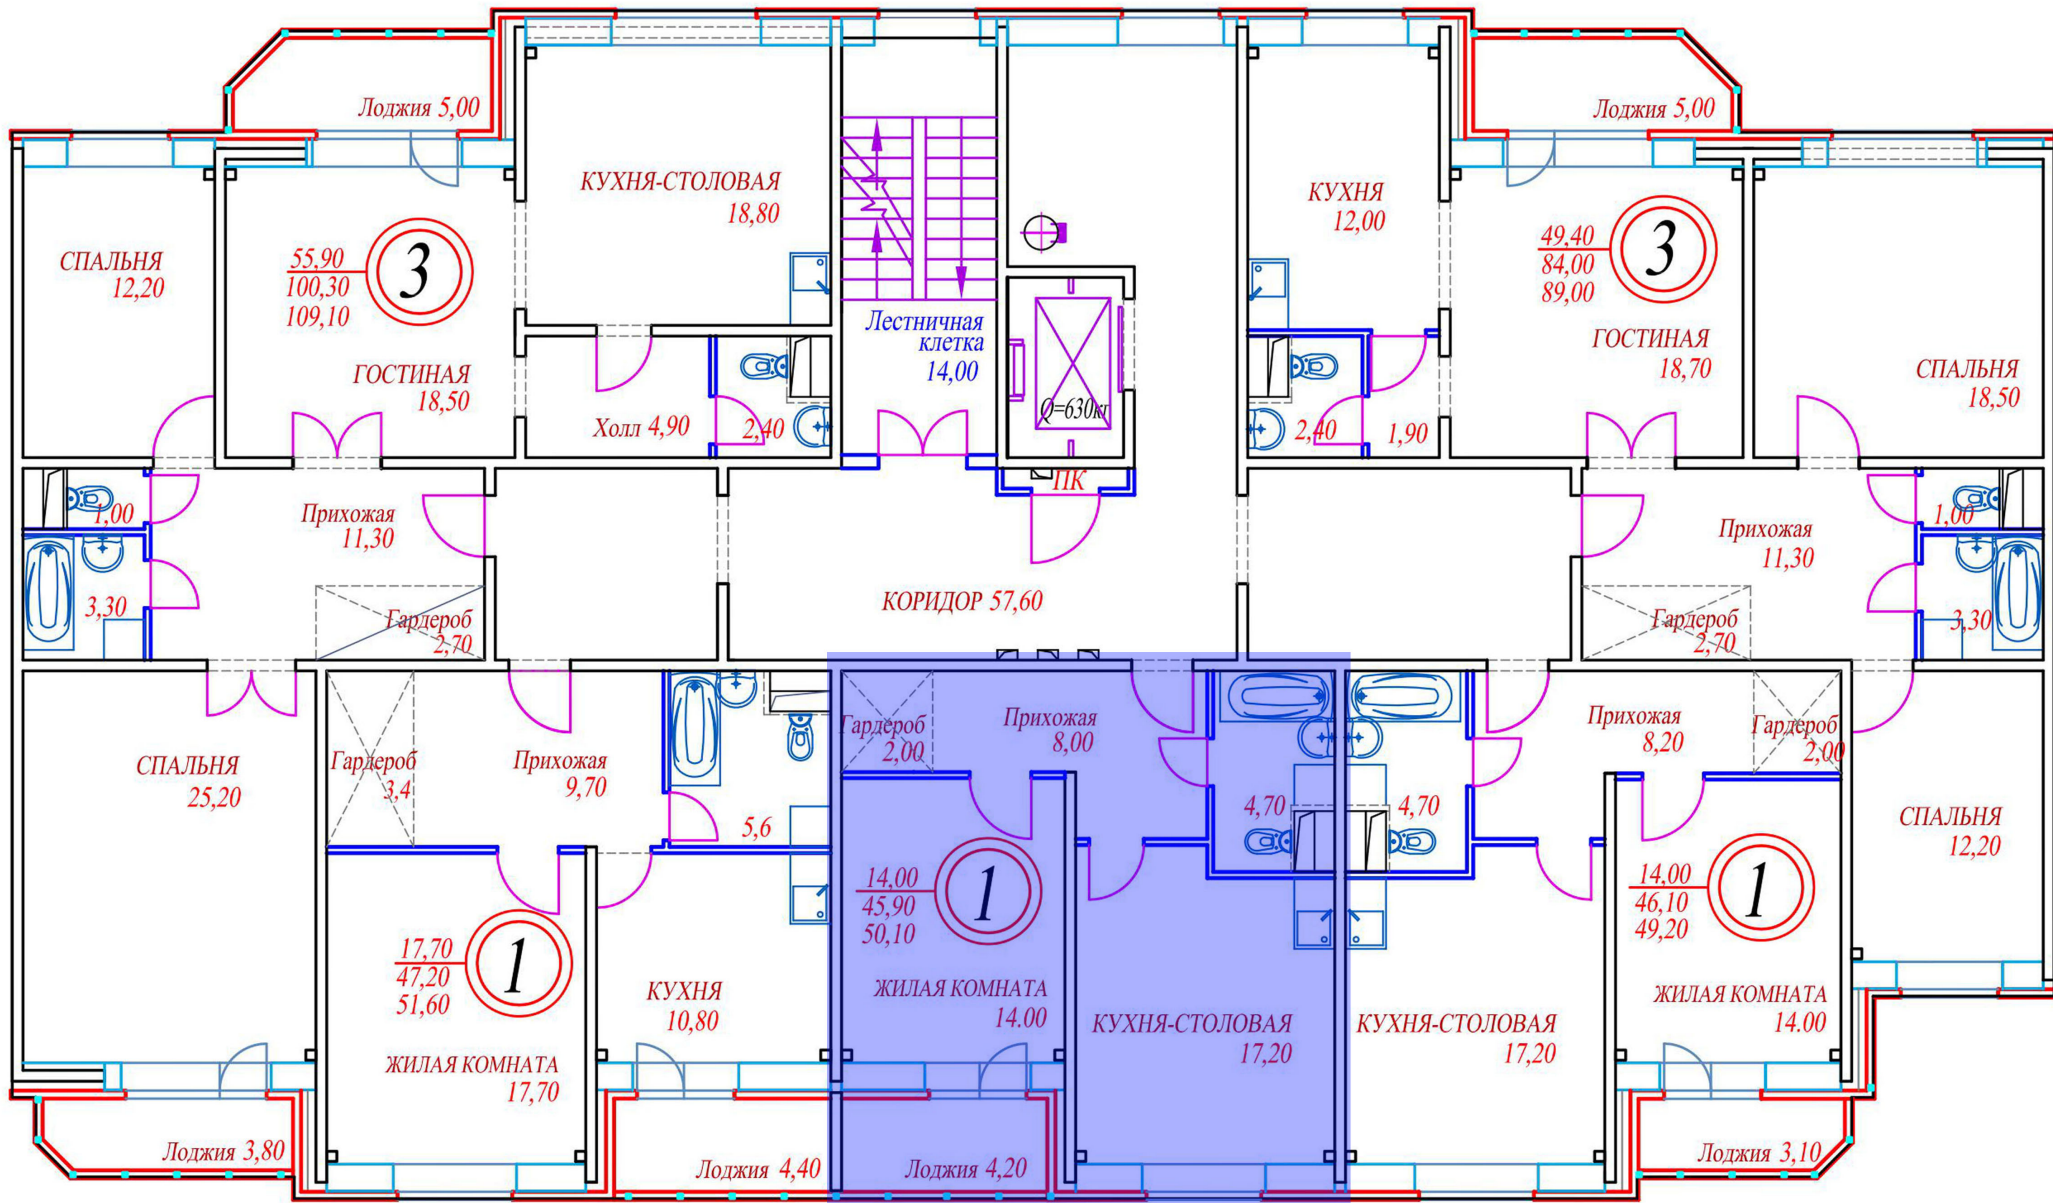 Лоджия 5,00
Лоджия 5,00
КУХНЯ-СТОЛОВАЯ
18,80
КУХНЯ
12,00
СПАЛЬНЯ
12,20
55,90
100,30
109,10
3
49,40
84,00
89,00
3
Лестничная
клетка
14,00
ГОСТИНАЯ
18,50
ГОСТИНАЯ
18,70
СПАЛЬНЯ
18,50
Холл 4,90
2,40
Q=630кг
2,40
1,90
ПК
1,00
Прихожая
11,30
1,00
Прихожая
11,30
3,30
Гардероб
2,70
КОРИДОР 57,60
Гардероб
2,70
3,30
СПАЛЬНЯ
25,20
Гардероб
3,4
Прихожая
9,70
5,6
Гардероб
2,00
Прихожая
8,00
4,70
4,70
Прихожая
8,20
Гардероб
2,00
СПАЛЬНЯ
12,20
17,70
47,20
51,60
1
14,00
45,90
50,10
1
14,00
46,10
49,20
1
КУХНЯ
10,80
ЖИЛАЯ КОМНАТА
14.00
КУХНЯ-СТОЛОВАЯ
17,20
КУХНЯ-СТОЛОВАЯ
17,20
ЖИЛАЯ КОМНАТА
14.00
ЖИЛАЯ КОМНАТА
17,70
Лоджия 3,80
Лоджия 4,40
Лоджия 4,20
Лоджия 3,10